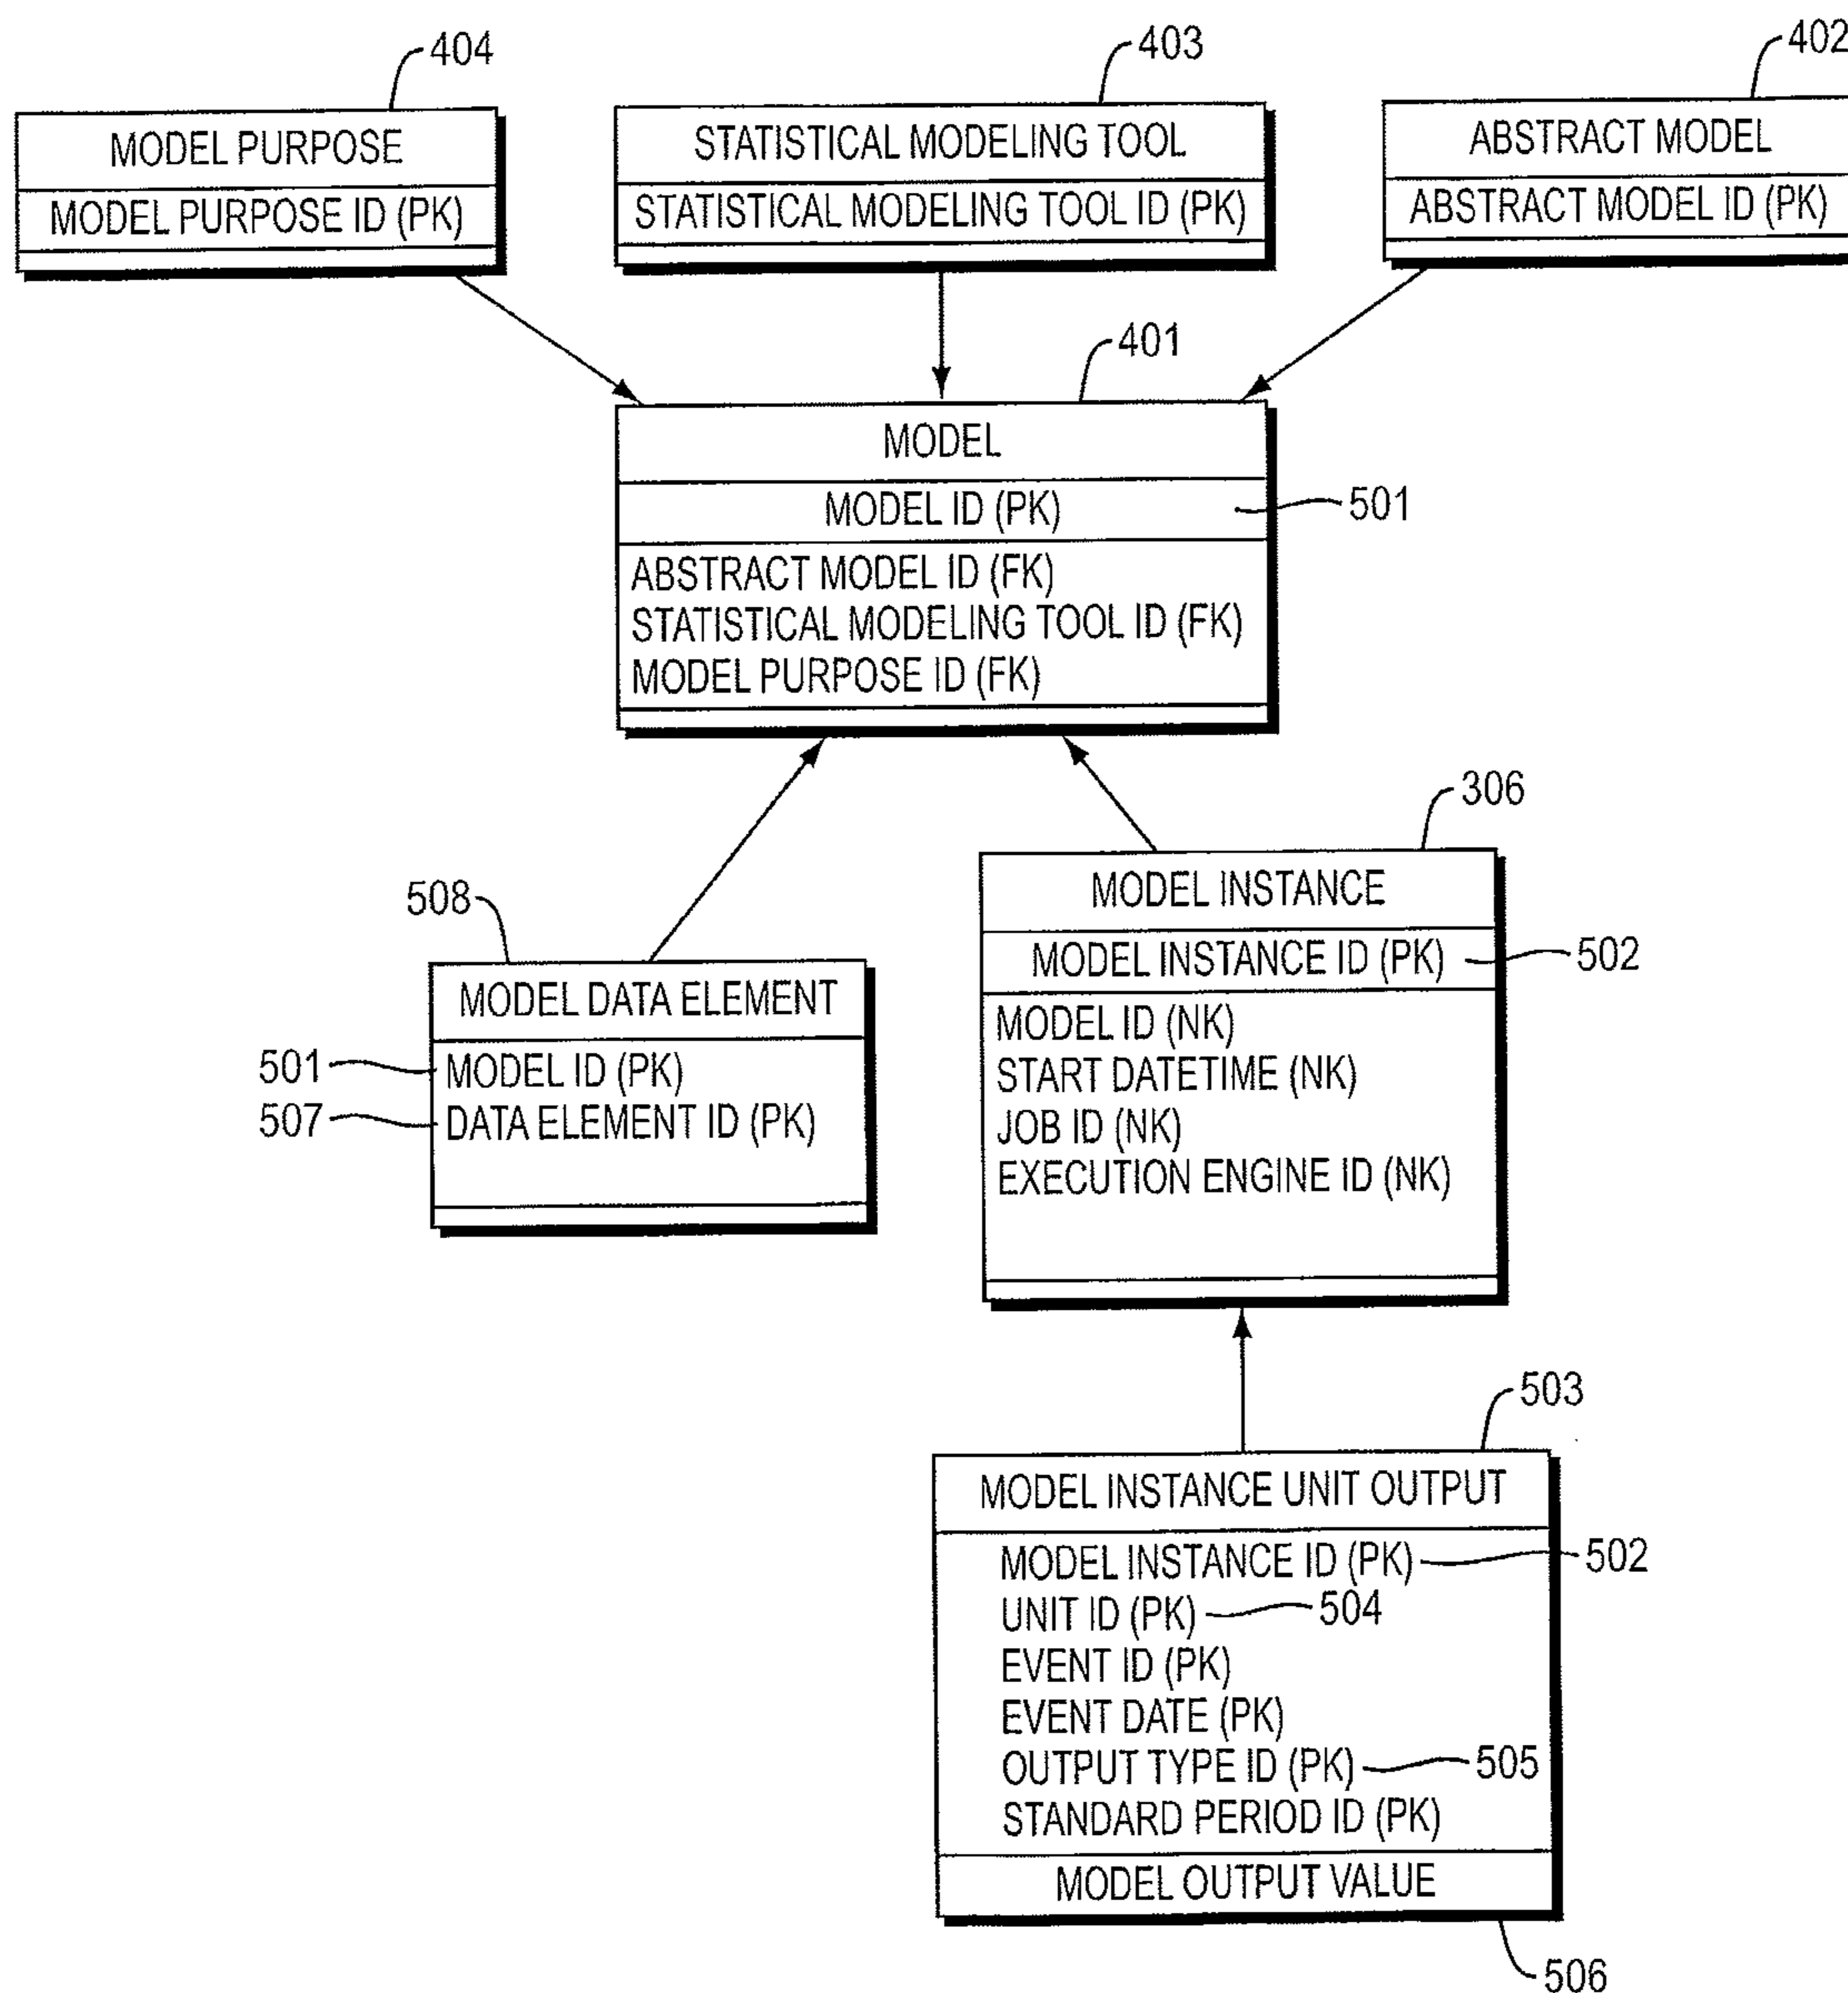 404
403
402
MODEL PURPOSE
MODEL PURPOSE ID (PK)
STATISTICAL MODELING TOOL
STATISTICAL MODELING TOOL ID (PK)
ABSTRACT MODEL
ABSTRACT MODEL ID (PK)
401
MODEL
MODEL ID (PK)
501
ABSTRACT MODEL ID (FK)
STATISTICAL MODELING TOOL ID (FK)
MODEL PURPOSE ID (FK)
508
MODEL DATA ELEMENT
501
MODEL ID (PK)
507
DATA ELEMENT ID (PK)
306
MODEL INSTANCE
MODEL INSTANCE ID (PK)
502
MODEL ID (NK)
START DATETIME (NK)
JOB ID (NK)
EXECUTION ENGINE ID (NK)
503
MODEL INSTANCE UNIT OUTPUT
MODEL INSTANCE ID (PK)
502
UNIT ID (PK)
504
EVENT ID (PK)
EVENT DATE (PK)
OUTPUT TYPE ID (PK)
505
STANDARD PERIOD ID (PK)
MODEL OUTPUT VALUE
506